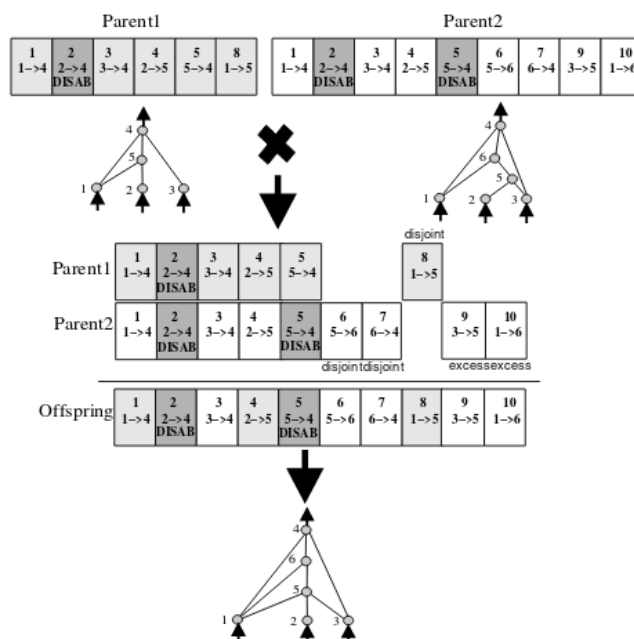 Parent1 Parent2
1 2 3 4 5 8 1 2 3 4 5 6 7 9 10
1->4 2->4 3->4 2->5 5->4 1->5 1->4 2->4 3->4 2->5 5->4 5->6 6->4 3->5 1->6
DISAB DISAB DISAB
4 4
5 6
5
1 2 3 1 2 3
disjoint
Parent1 1 2 3 4 5 8
1->4 2->4 3->4 2->5 5->4 1->5
DISAB
Parent2 1 2 3 4 5 6 7 9 10
1->4 2->4 3->4 2->5 5->4 5->6 6->4 3->5 1->6
DISAB DISAB
disjointdisjoint excessexcess
Offspring 1 2 3 4 5 6 7 8 9 10
1->4 2->4 3->4 2->5 5->4 5->6 6->4 1->5 3->5 1->6
DISAB DISAB
4
6
5
1 2 3